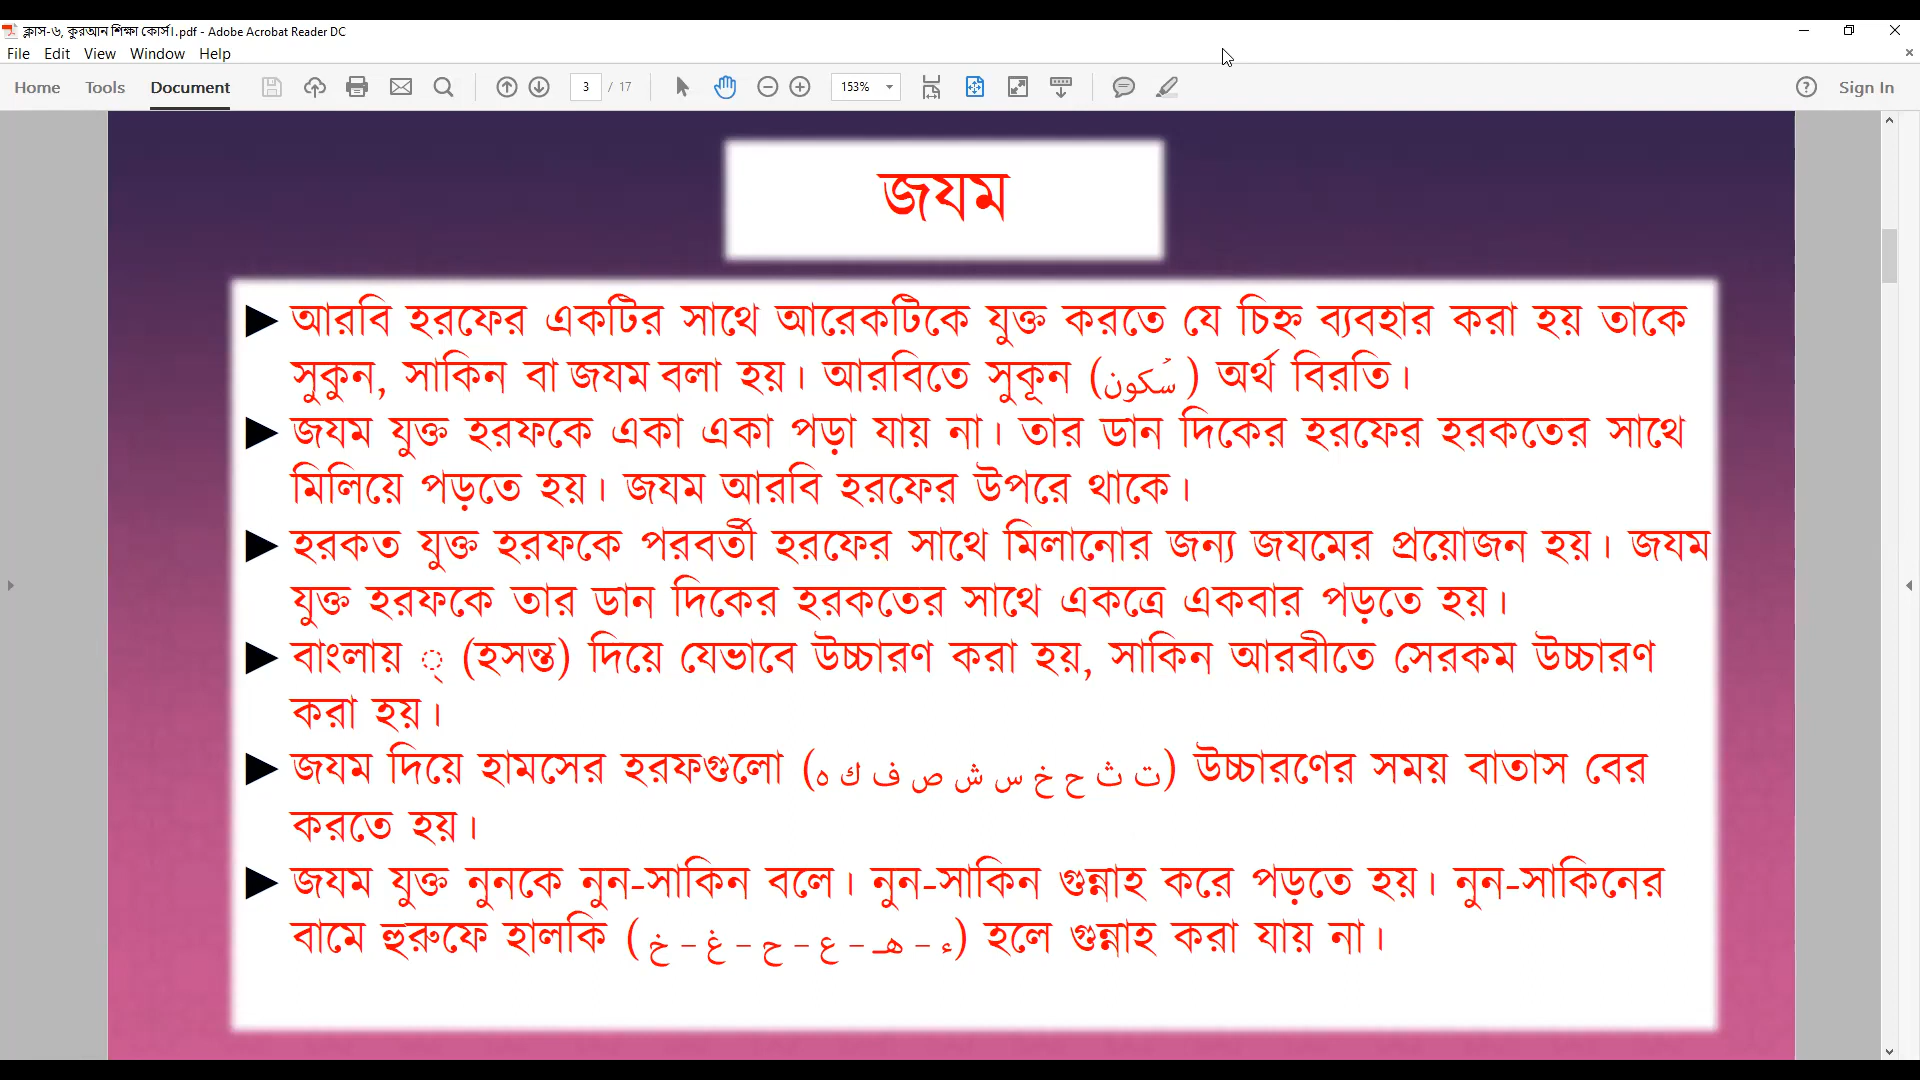 ক্লাস-৬, কুরআন শিক্ষা কোর্স।.pdf - Adobe Acrobat Reader DC
File Edit View Window Help
Home Tools Document 3 / 17 153% Sign In
জযম
▶ আরবি হরফের একটির সাথে আরেকটিকে যুক্ত করতে যে চিহ্ন ব্যবহার করা হয় তাকে
সুকুন, সাকিন বা জযম বলা হয়। আরবিতে সুকূন (سُكون) অর্থ বিরতি।
▶ জযম যুক্ত হরফকে একা একা পড়া যায় না। তার ডান দিকের হরফের হরকতের সাথে
মিলিয়ে পড়তে হয়। জযম আরবি হরফের উপরে থাকে।
▶ হরকত যুক্ত হরফকে পরবর্তী হরফের সাথে মিলানোর জন্য জযমের প্রয়োজন হয়। জযম
যুক্ত হরফকে তার ডান দিকের হরকতের সাথে একত্রে একবার পড়তে হয়।
▶ বাংলায় ্ (হসন্ত) দিয়ে যেভাবে উচ্চারণ করা হয়, সাকিন আরবীতে সেরকম উচ্চারণ
করা হয়।
▶ জযম দিয়ে হামসের হরফগুলো (ت ث ح خ س ش ص ف ك ه) উচ্চারণের সময় বাতাস বের
করতে হয়।
▶ জযম যুক্ত নুনকে নুন-সাকিন বলে। নুন-সাকিন গুন্নাহ করে পড়তে হয়। নুন-সাকিনের
বামে হুরুফে হালকি (ء - هـ - ع - ح - غ - خ) হলে গুন্নাহ করা যায় না।